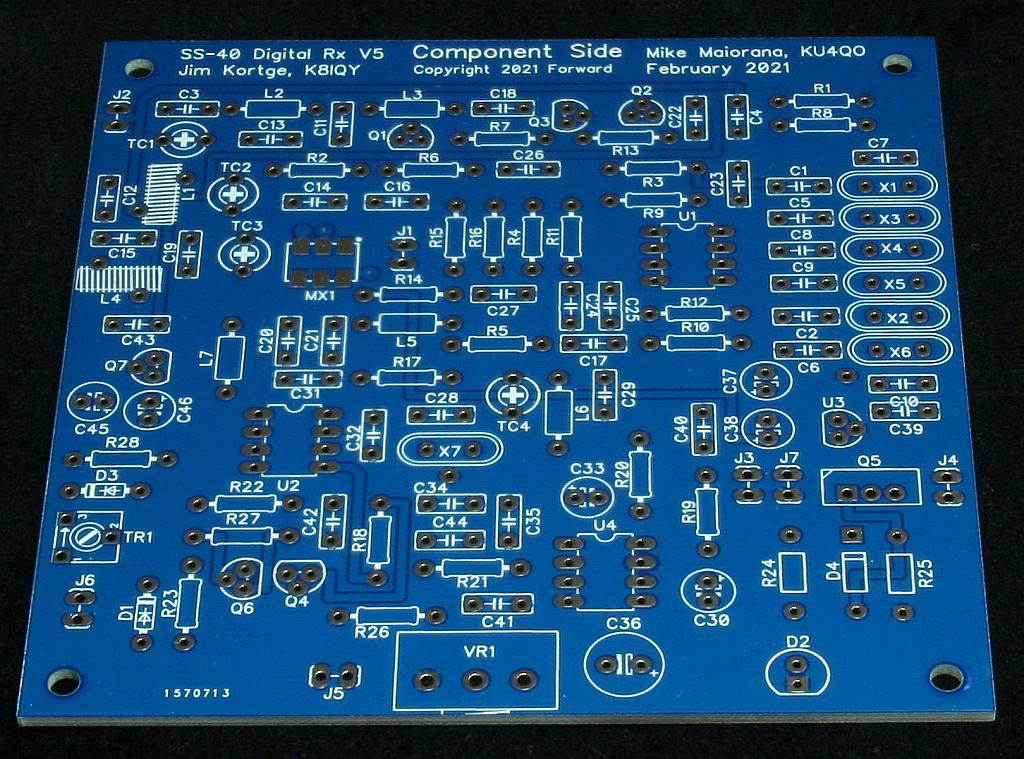 SS-40 Digital Rx V5 Component Side Mike Maiorana, KU4QO
Jim Kortge, K8IQY Copyright 2021 Forward February 2021
J2 C3 L2 C11 L3 C18 Q3 Q2 C22 C4 R1
TC1 C13 Q1 R7 R13 R8
C12 L1 TC2 R2 R6 C26 R3 C23 C7
C14 C16 R9 U1 C1 X1
C15 C19 TC3 J1 R15 R16 R4 R11 C5 X3
C8 X4
L4 MX1 R14 C27 C24 C25 R12 C9 X5
C43 C20 C21 L5 R5 C17 R10 C2 X2
Q7 L7 C31 R17 C29 C37 C6 X6
C45 C46 C28 TC4 L6 C40 C38 U3 C10
C39
R28 C32 X7 R20 J3 J7 Q5 J4
D3 U2 C33
R22 C42 C34 C35 U4 R19
TR1 R27 R18 C44 R24 D4 R25
J6 D1 R23 Q6 Q4 R21 C30
R26 C41 C36 D2
VR1
1570713 J5